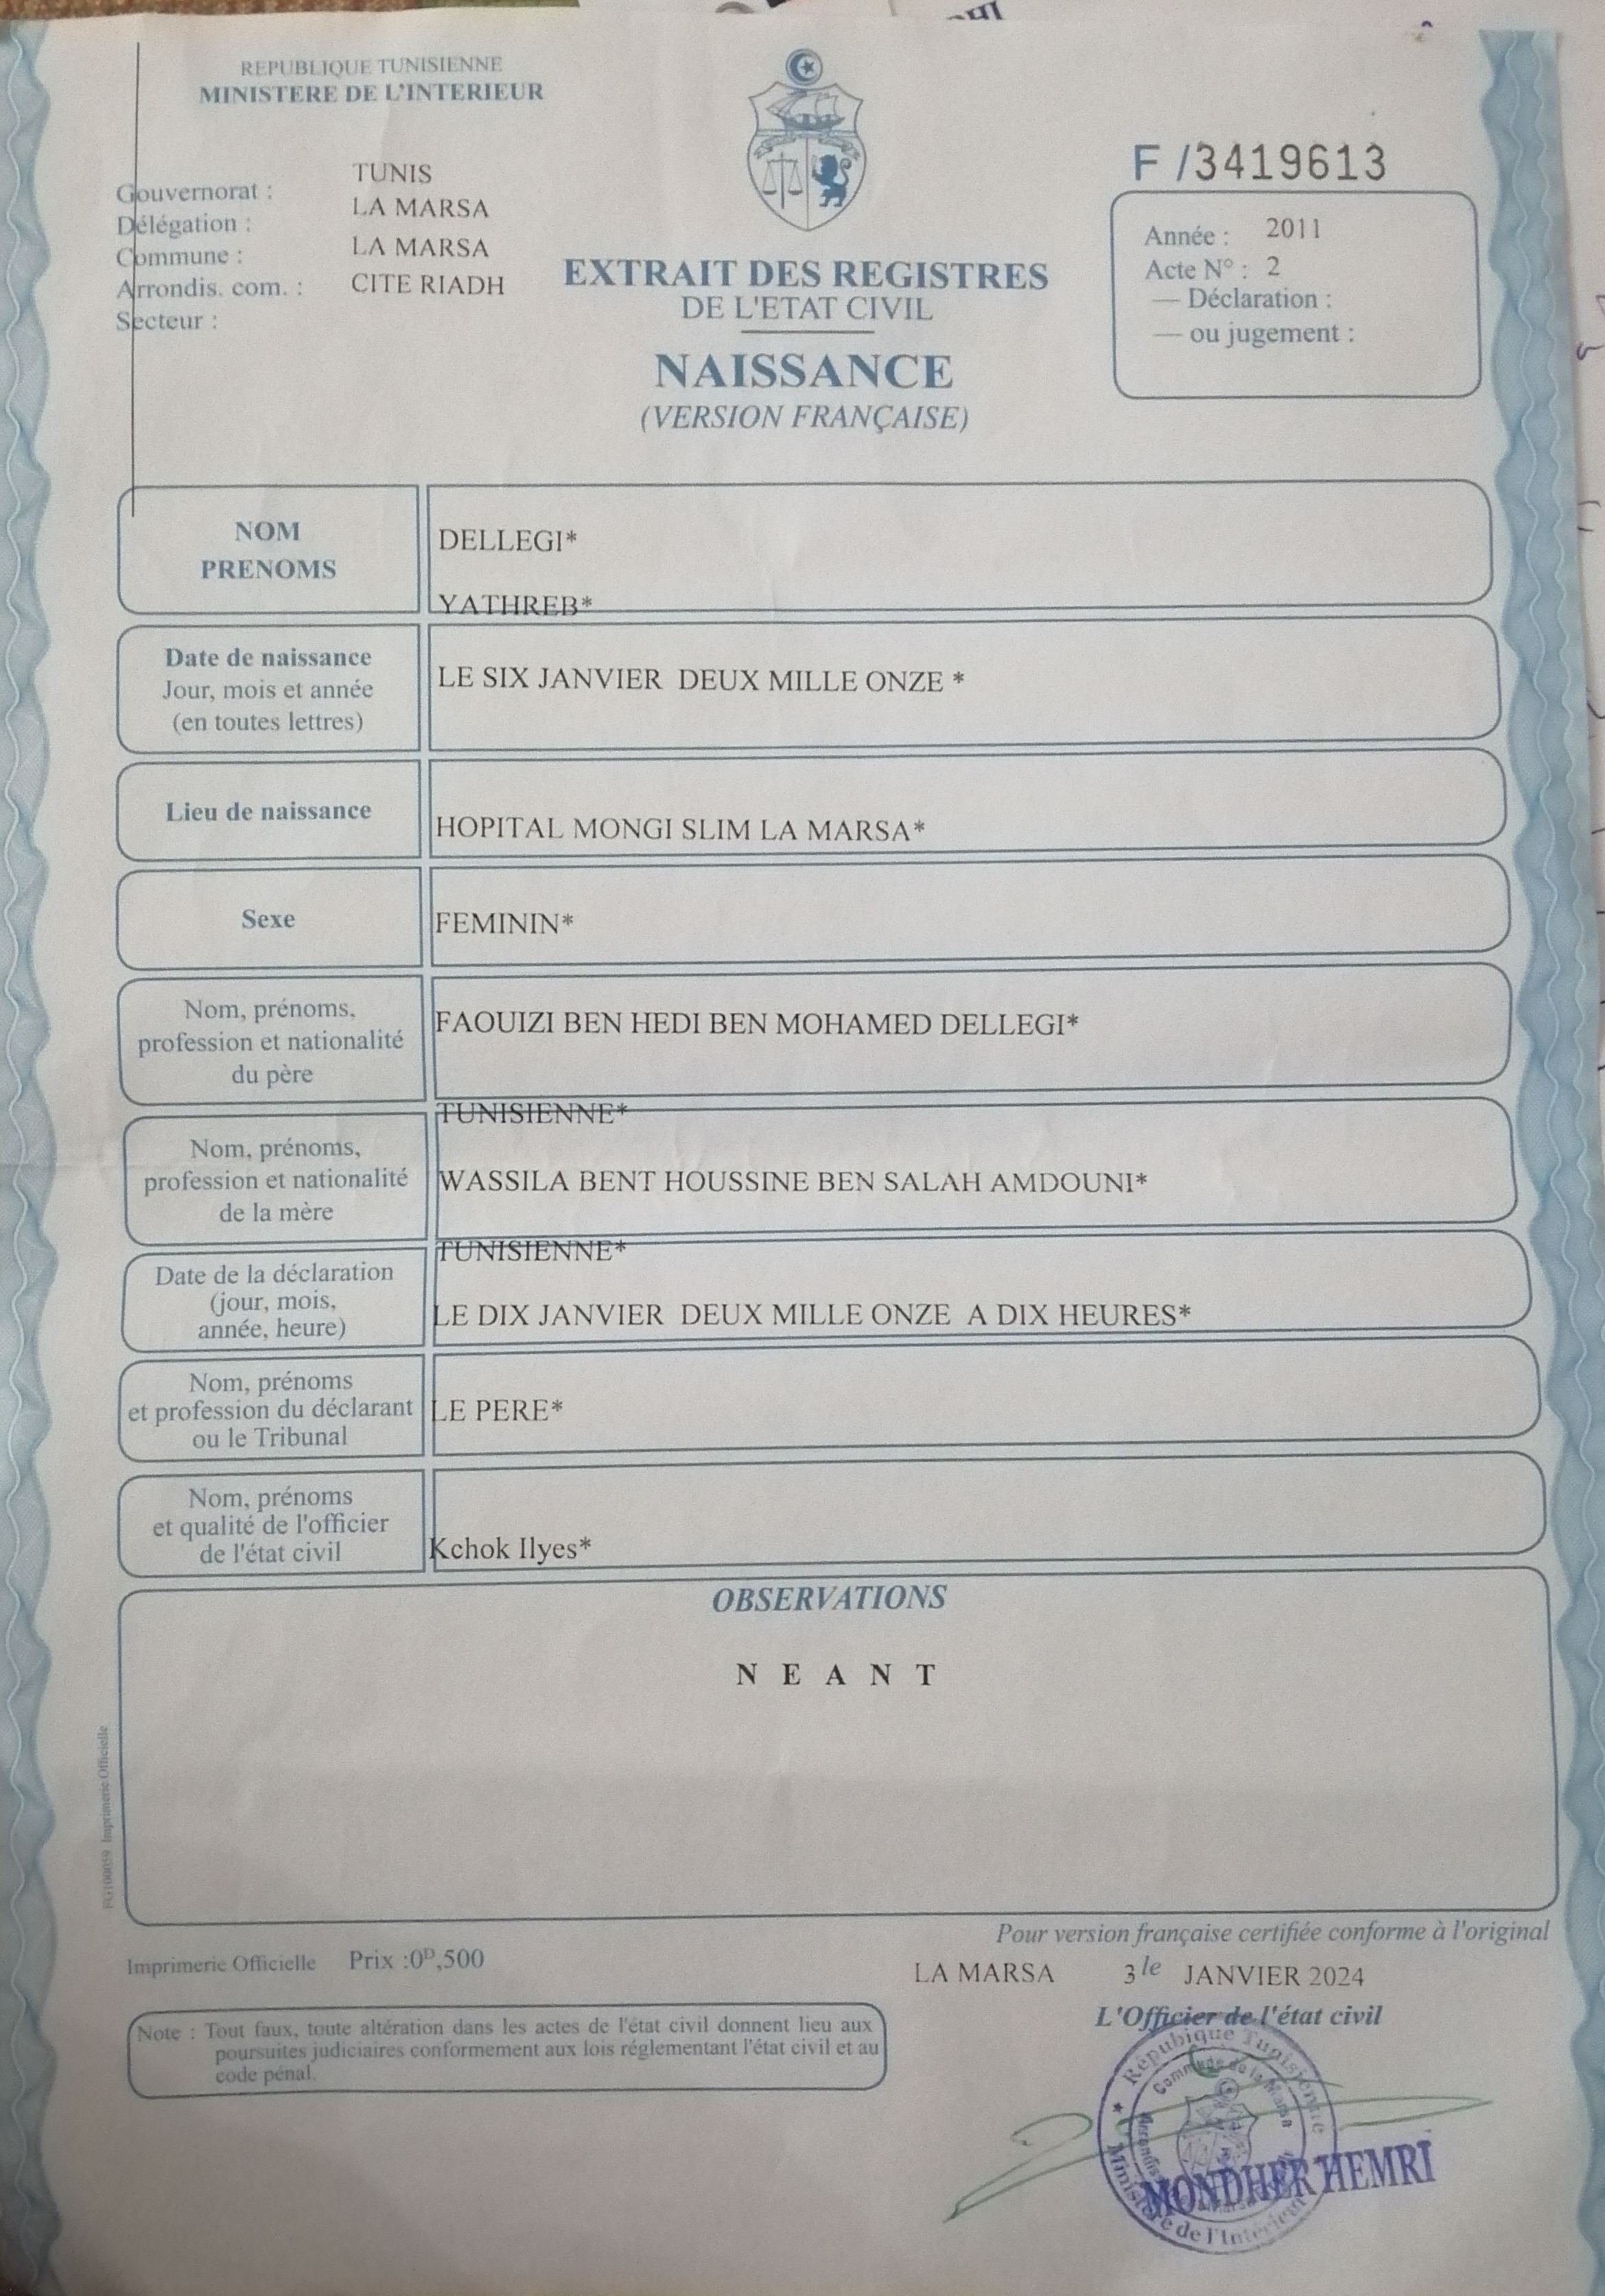 REPUBLIQUE TUNISIENNE
MINISTERE DE L'INTERIEUR
Gouvernorat : TUNIS
Délégation : LA MARSA
Commune : LA MARSA
Arrondis. com. : CITE RIADH
Secteur :
EXTRAIT DES REGISTRES
DE L'ETAT CIVIL
NAISSANCE
(VERSION FRANÇAISE)
F /3419613
Année : 2011
Acte N° : 2
— Déclaration :
— ou jugement :
NOM
PRENOMS
DELLEGI*
YATHREB*
Date de naissance
Jour, mois et année
(en toutes lettres)
LE SIX JANVIER DEUX MILLE ONZE *
Lieu de naissance
HOPITAL MONGI SLIM LA MARSA*
Sexe
FEMININ*
Nom, prénoms,
profession et nationalité
du père
FAOUIZI BEN HEDI BEN MOHAMED DELLEGI*
TUNISIENNE*
Nom, prénoms,
profession et nationalité
de la mère
WASSILA BENT HOUSSINE BEN SALAH AMDOUNI*
TUNISIENNE*
Date de la déclaration
(jour, mois,
année, heure)
LE DIX JANVIER DEUX MILLE ONZE A DIX HEURES*
Nom, prénoms
et profession du déclarant
ou le Tribunal
LE PERE*
Nom, prénoms
et qualité de l'officier
de l'état civil
Kchok Ilyes*
OBSERVATIONS
N E A N T
FG100059 Imprimerie Officielle
Imprimerie Officielle Prix :0D,500
Note : Tout faux, toute altération dans les actes de l'état civil donnent lieu aux
poursuites judiciaires conformement aux lois réglementant l'état civil et au
code pénal.
Pour version française certifiée conforme à l'original
LA MARSA 3 le JANVIER 2024
L'Officier de l'état civil
République Tunisienne
Commune de la Marsa
Ministère de l'Intérieur
MONDHER HEMRI